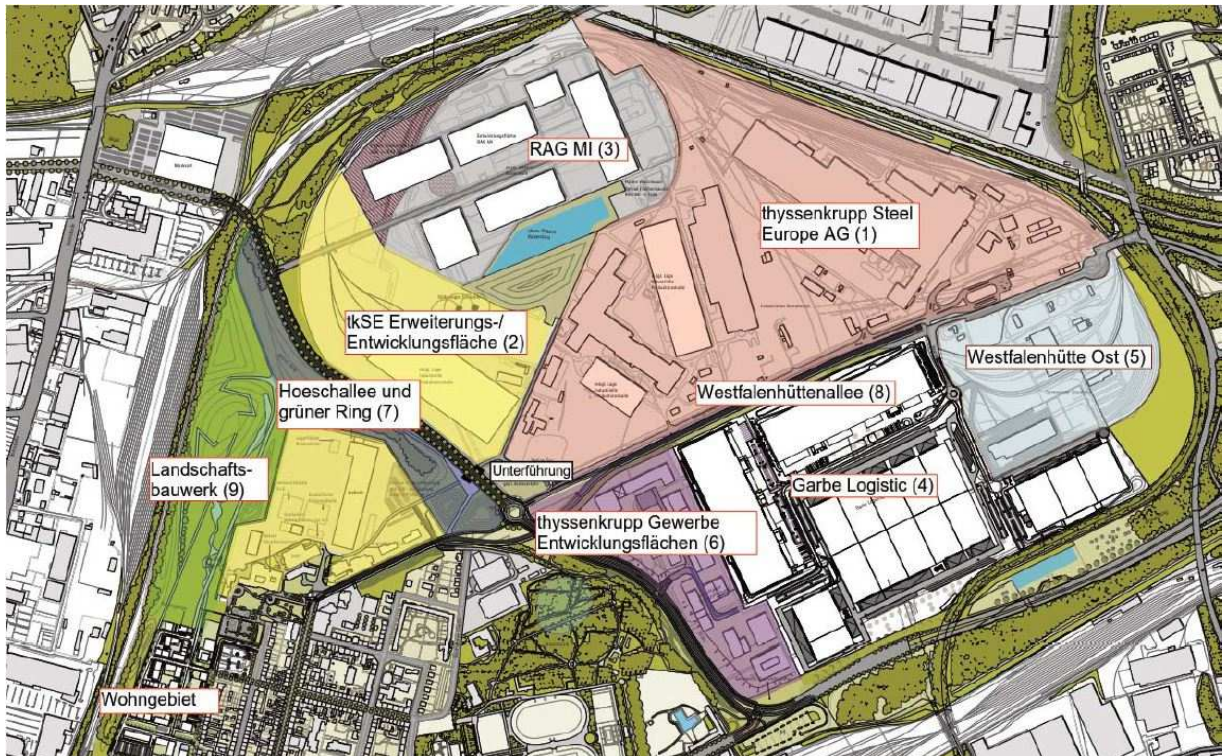 RAG MI (3)
thyssenkrupp Steel
Europe AG (1)
tkSE Erweiterungs-/
Entwicklungsfläche (2)
Westfalenhütte Ost (5)
Hoeschallee und
grüner Ring (7)
Westfalenhüttenallee (8)
Landschafts-
bauwerk (9)
Unterführung
Garbe Logistic (4)
thyssenkrupp Gewerbe
Entwicklungsflächen (6)
Wohngebiet